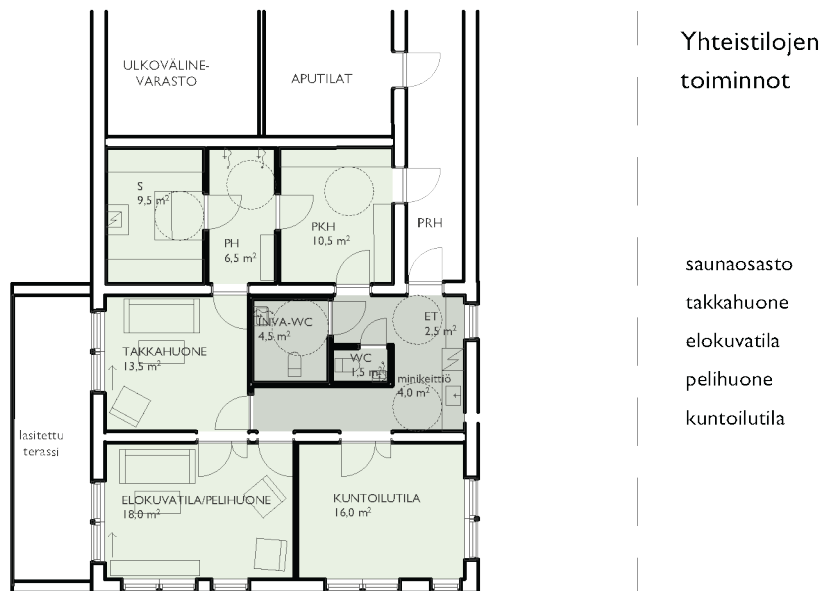 Yhteistilojen
toiminnot
ULKOVÄLINE-
VARASTO
APUTILAT
S
9,5 m²
PH
6,5 m²
PKH
10,5 m²
PRH
saunaosasto
takkahuone
elokuvatila
pelihuone
kuntoilutila
INVA-WC
4,5 m²
ET
2,5 m²
TAKKAHUONE
13,5 m²
WC
1,5 m²
minikeittiö
4,0 m²
lasitettu
terassi
ELOKUVATILA/PELIHUONE
18,0 m²
KUNTOILUTILA
16,0 m²